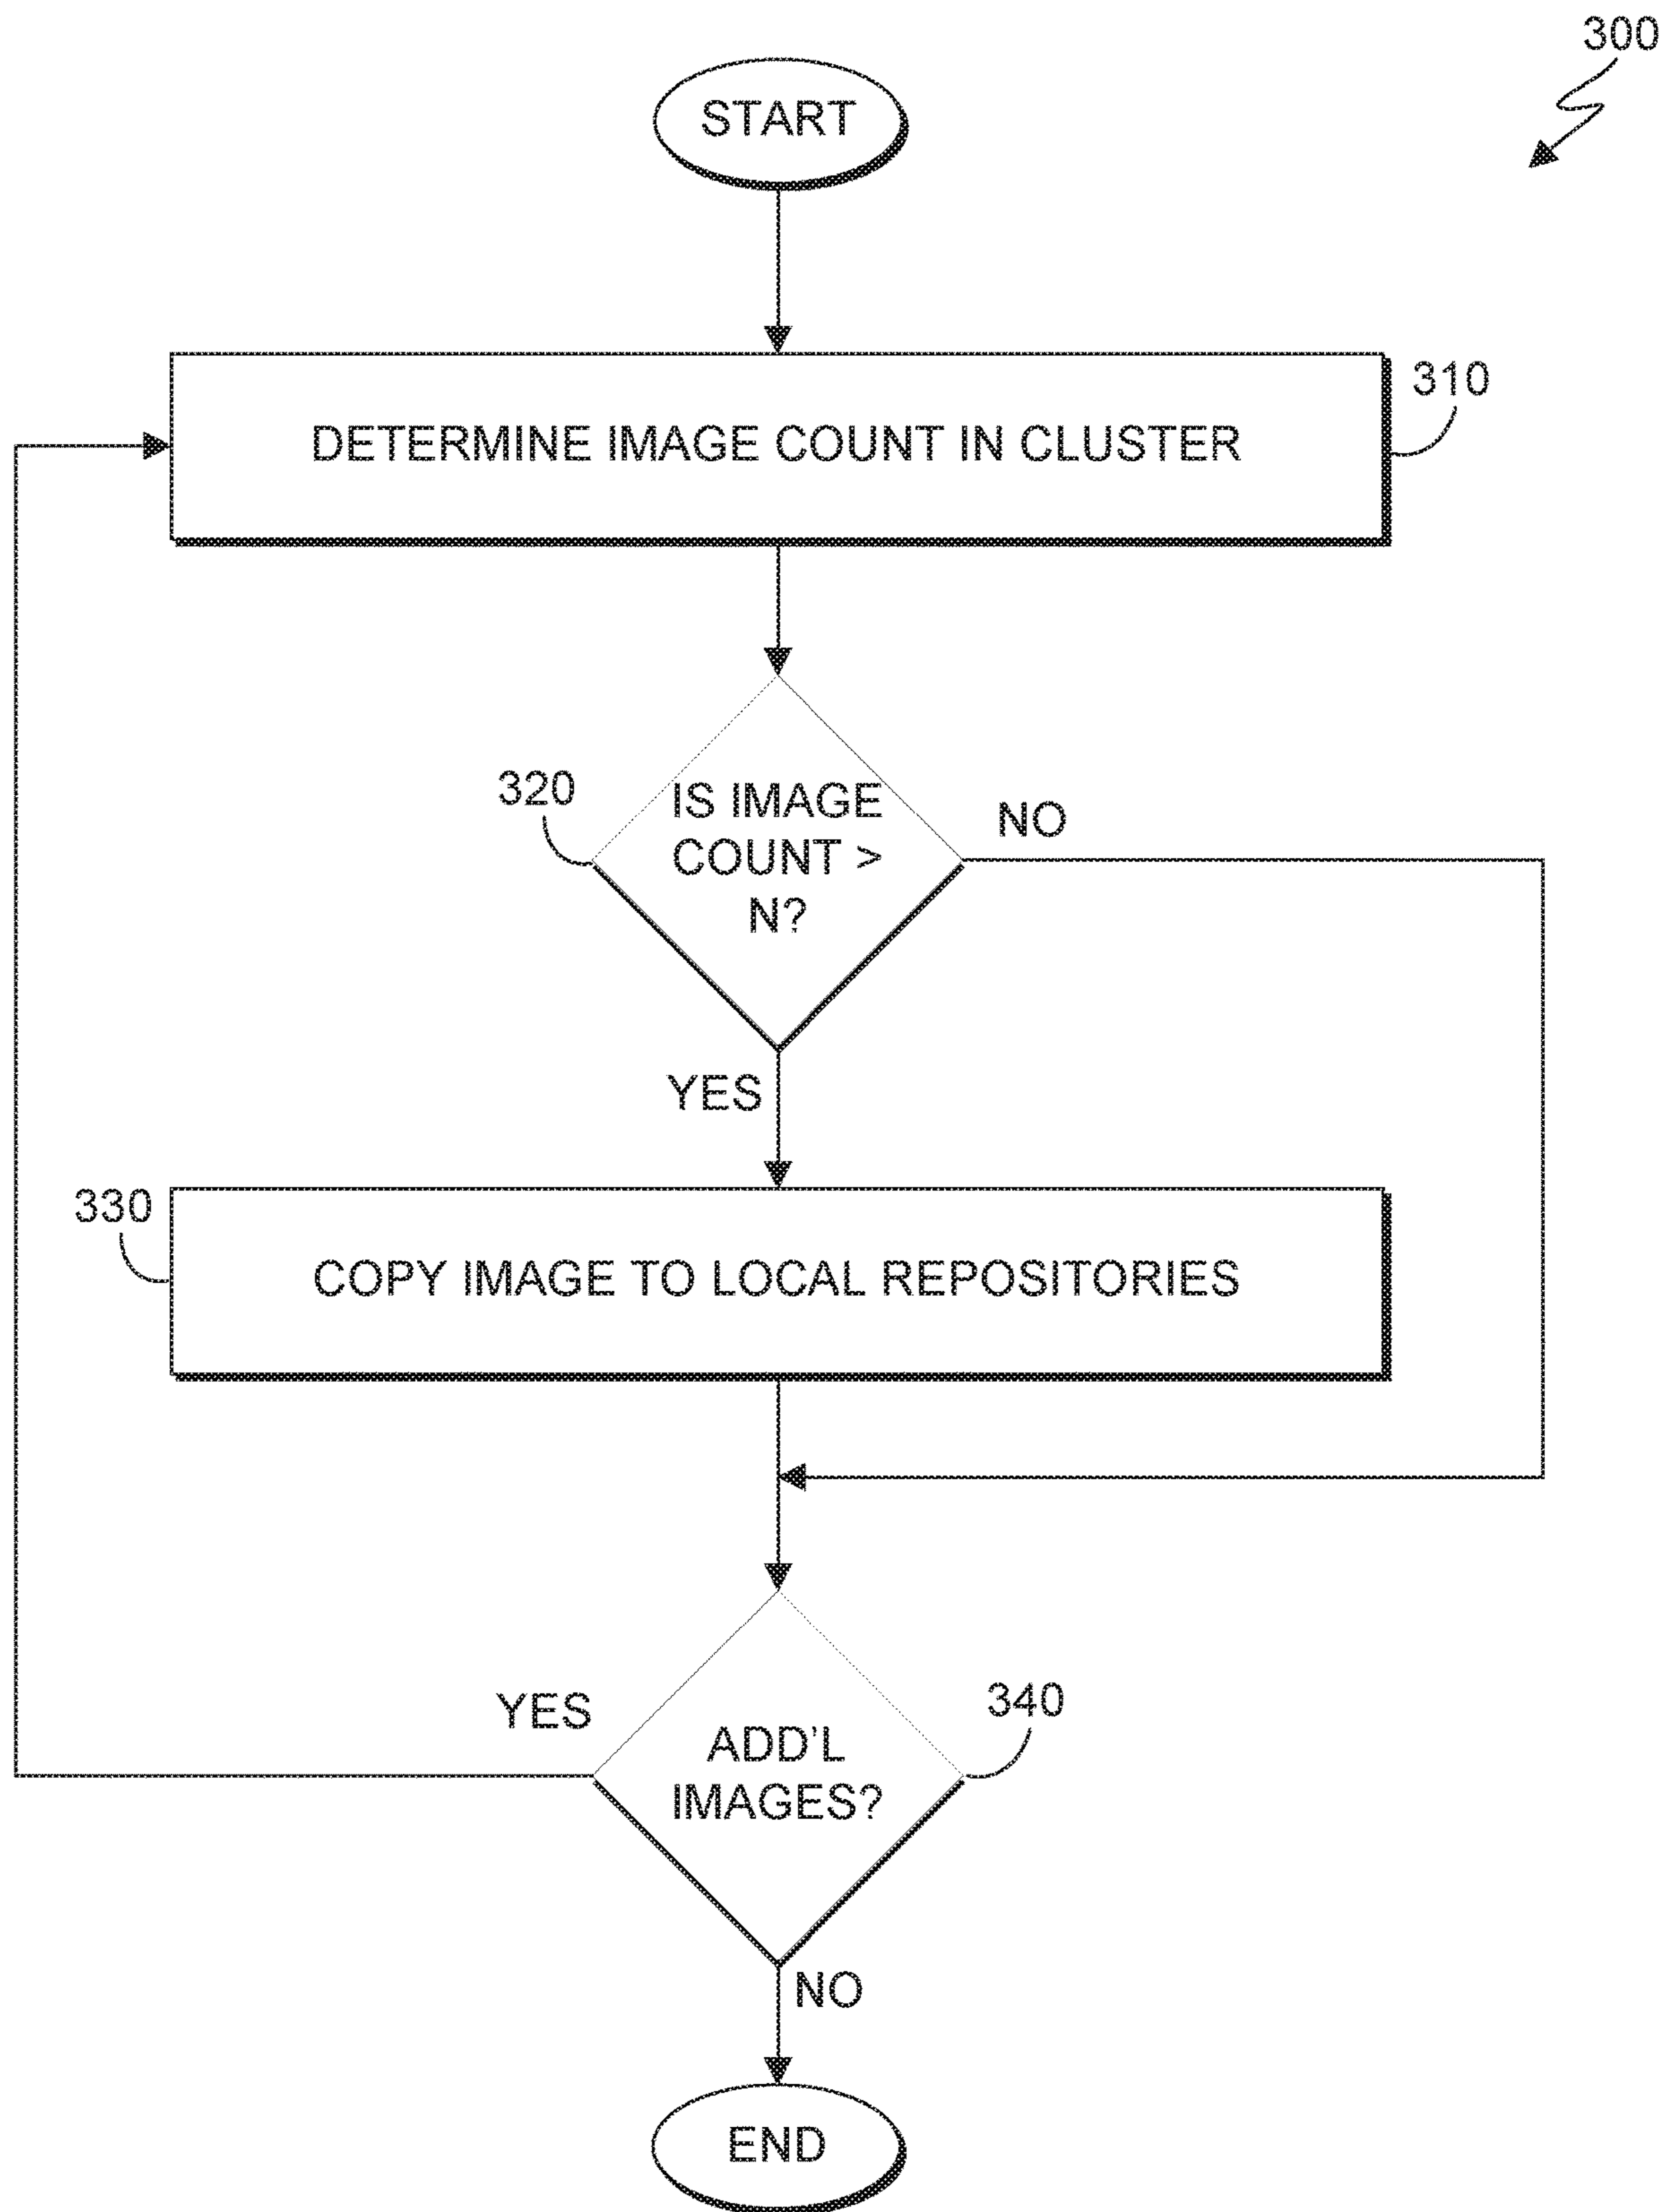 300
START
DETERMINE IMAGE COUNT IN CLUSTER
310
320
IS IMAGE
COUNT >
N?
NO
YES
330
COPY IMAGE TO LOCAL REPOSITORIES
YES
ADD'L
IMAGES?
340
NO
END